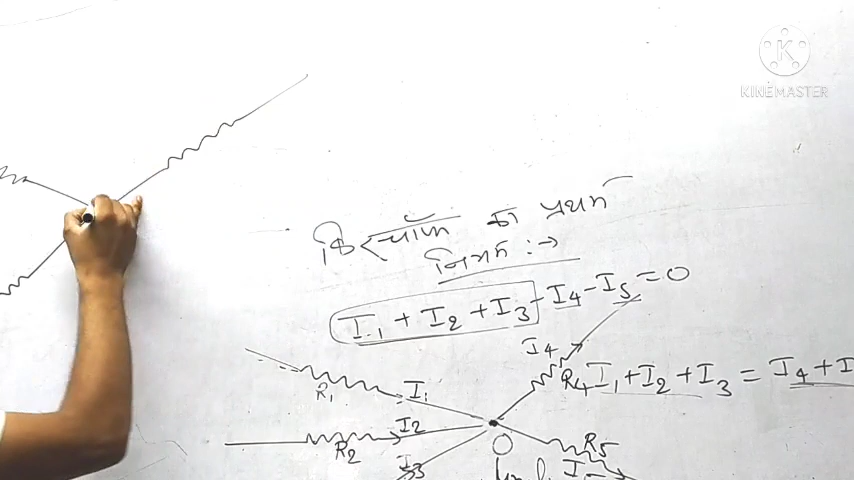 KINEMASTER
किरचॉफ का प्रथम
नियम :→
I₁ + I₂ + I₃ - I₄ - I₅ = 0
I₄
R₄ I₁ + I₂ + I₃ = I₄ + I
R₁ I₁
I₂
R₂
O
R₅
I₃